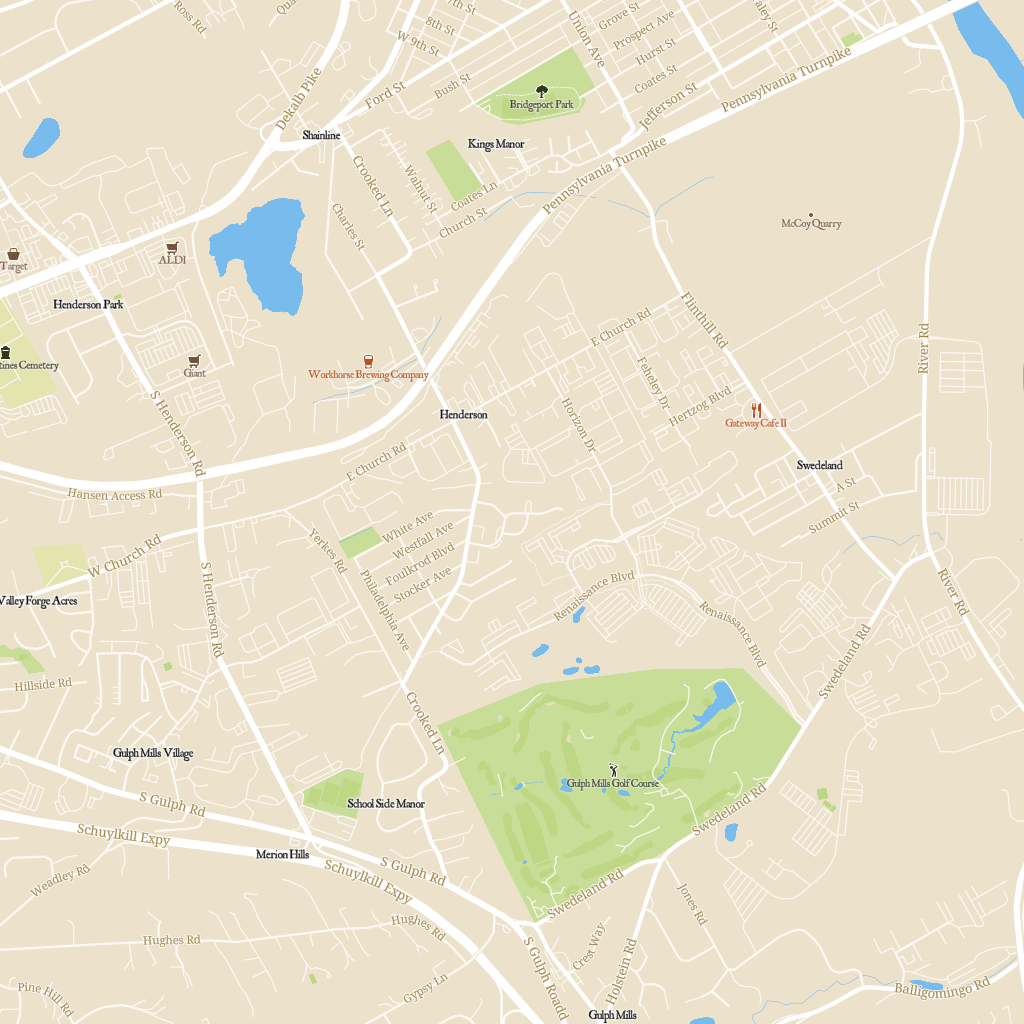 Ross Rd
Qua
7th St
8th St
W 9th St
Union Ave
Grove St
Prospect Ave
Hurst St
Coates St
aley St
Pennsylvania Turnpike
Jefferson St
Dekalb Pike
Ford St
Bush St
Bridgeport Park
Shainline
Kings Manor
Pennsylvania Turnpike
Crooked Ln
Walnut St
Coates Ln
Church St
Charles St
McCoy Quarry
ALDI
Target
Henderson Park
tines Cemetery
Giant
Workhorse Brewing Company
E Church Rd
Flinthill Rd
River Rd
Feheley Dr
Hertzog Blvd
Horizon Dr
Gateway Cafe II
S Henderson Rd
Henderson
E Church Rd
Swedeland
A St
Summit St
Hansen Access Rd
White Ave
Westfall Ave
Foulkrod Blvd
Stocker Ave
Yerkes Rd
W Church Rd
Philadelphia Ave
Renaissance Blvd
Renaissance Blvd
River Rd
Valley Forge Acres
S Henderson Rd
Swedeland Rd
Hillside Rd
Crooked Ln
Gulph Mills Village
Gulph Mills Golf Course
S Gulph Rd
School Side Manor
Swedeland Rd
Schuylkill Expy
Merion Hills
S Gulph Rd
Schuylkill Expy
Weadley Rd
Swedeland Rd
Jones Rd
Hughes Rd
Hughes Rd
Crest Way
S Gulph Roadd
Holstein Rd
Gypsy Ln
Pine Hill Rd
Balligomingo Rd
Gulph Mills